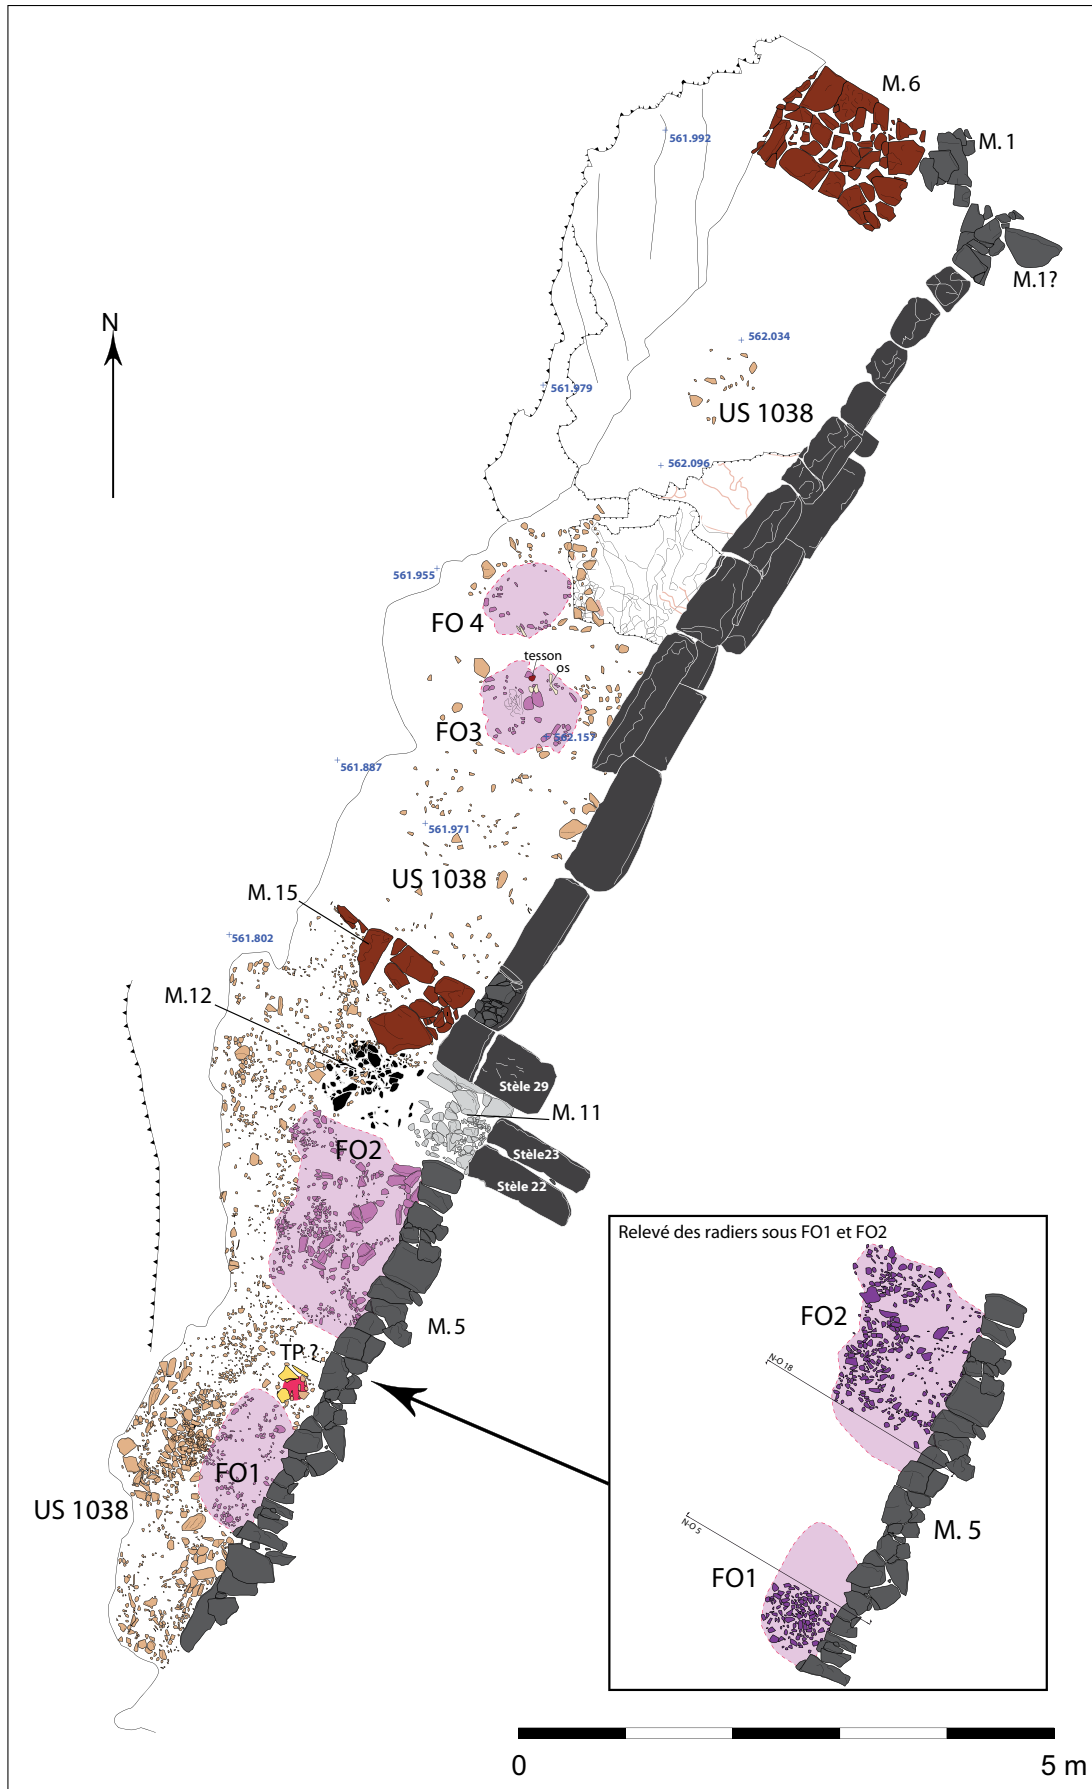 M. 6
M. 1
561.992
M.1?
N
562.034
561.979
US 1038
562.096
561.955
FO 4
tesson
os
FO3
562.157
561.887
561.971
US 1038
M. 15
561.802
M.12
Stèle 29
M. 11
FO2
Stèle23
Stèle 22
Relevé des radiers sous FO1 et FO2
FO2
M. 5
TP ?
N-O 18
FO1
US 1038
N-O 5
M. 5
FO1
0
5 m